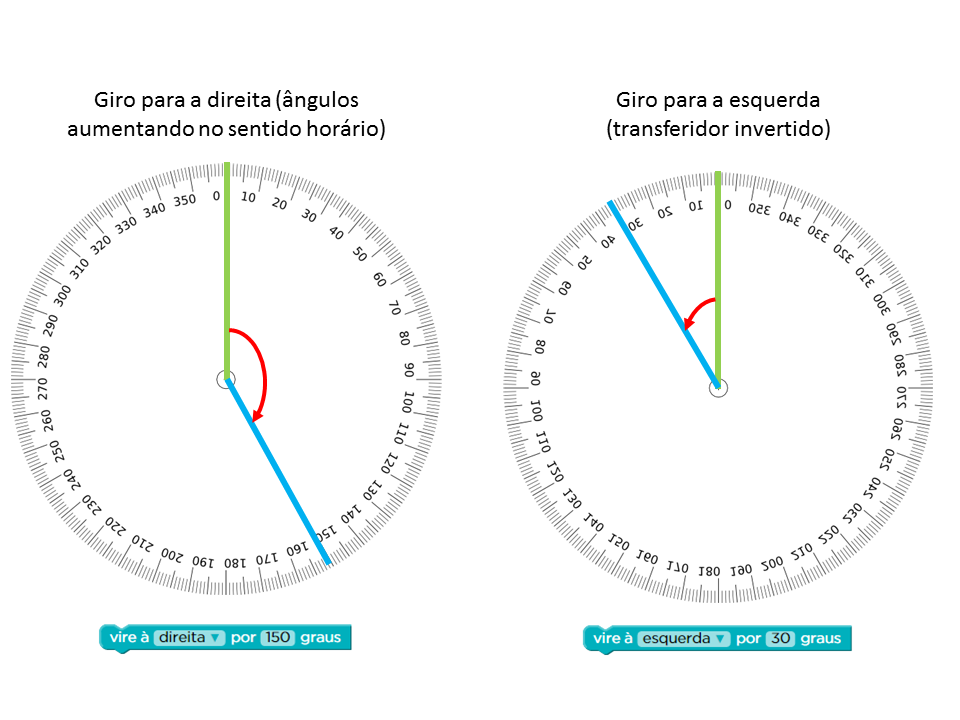 Giro para a direita (ângulos
aumentando no sentido horário)
0 10 20 30 40 50 60 70 80 90 100 110 120 130 140 150 160 170 180 190 200 210 220 230 240 250 260 270 280 290 300 310 320 330 340 350
vire à direita ▼ por 150 graus
Giro para a esquerda
(transferidor invertido)
0 10 20 30 40 50 60 70 80 90 100 110 120 130 140 150 160 170 180 190 200 210 220 230 240 250 260 270 280 290 300 310 320 330 340 350
vire à esquerda ▼ por 30 graus